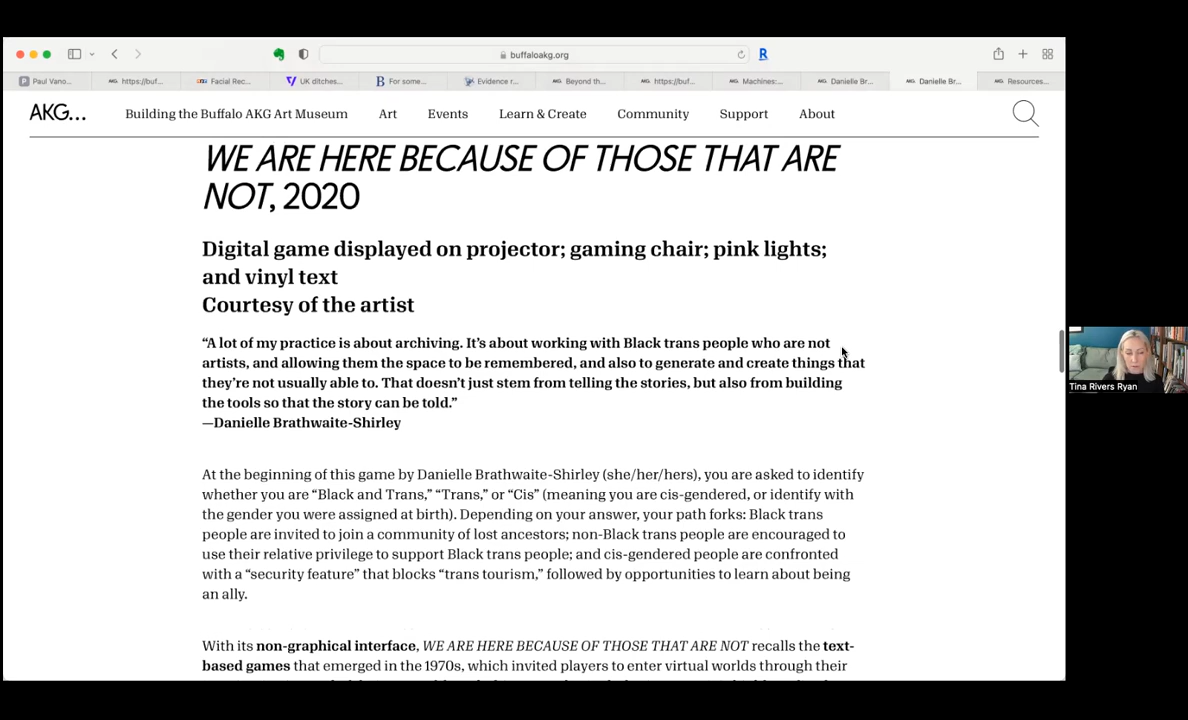 buffaloakg.org
R
Paul Vano...
AKG https://buf...
Facial Rec...
UK ditches...
B For some...
Evidence r...
AKG Beyond th...
AKG https://buf...
AKG Machines:...
AKG Danielle Br...
AKG Danielle Br...
AKG Resources...
AKG...
Building the Buffalo AKG Art Museum
Art
Events
Learn & Create
Community
Support
About
WE ARE HERE BECAUSE OF THOSE THAT ARE
NOT, 2020
Digital game displayed on projector; gaming chair; pink lights;
and vinyl text
Courtesy of the artist
“A lot of my practice is about archiving. It’s about working with Black trans people who are not
artists, and allowing them the space to be remembered, and also to generate and create things that
they’re not usually able to. That doesn’t just stem from telling the stories, but also from building
the tools so that the story can be told.”
—Danielle Brathwaite-Shirley
At the beginning of this game by Danielle Brathwaite-Shirley (she/her/hers), you are asked to identify
whether you are “Black and Trans,” “Trans,” or “Cis” (meaning you are cis-gendered, or identify with
the gender you were assigned at birth). Depending on your answer, your path forks: Black trans
people are invited to join a community of lost ancestors; non-Black trans people are encouraged to
use their relative privilege to support Black trans people; and cis-gendered people are confronted
with a “security feature” that blocks “trans tourism,” followed by opportunities to learn about being
an ally.
With its non-graphical interface, WE ARE HERE BECAUSE OF THOSE THAT ARE NOT recalls the text-
based games that emerged in the 1970s, which invited players to enter virtual worlds through their
Tina Rivers Ryan